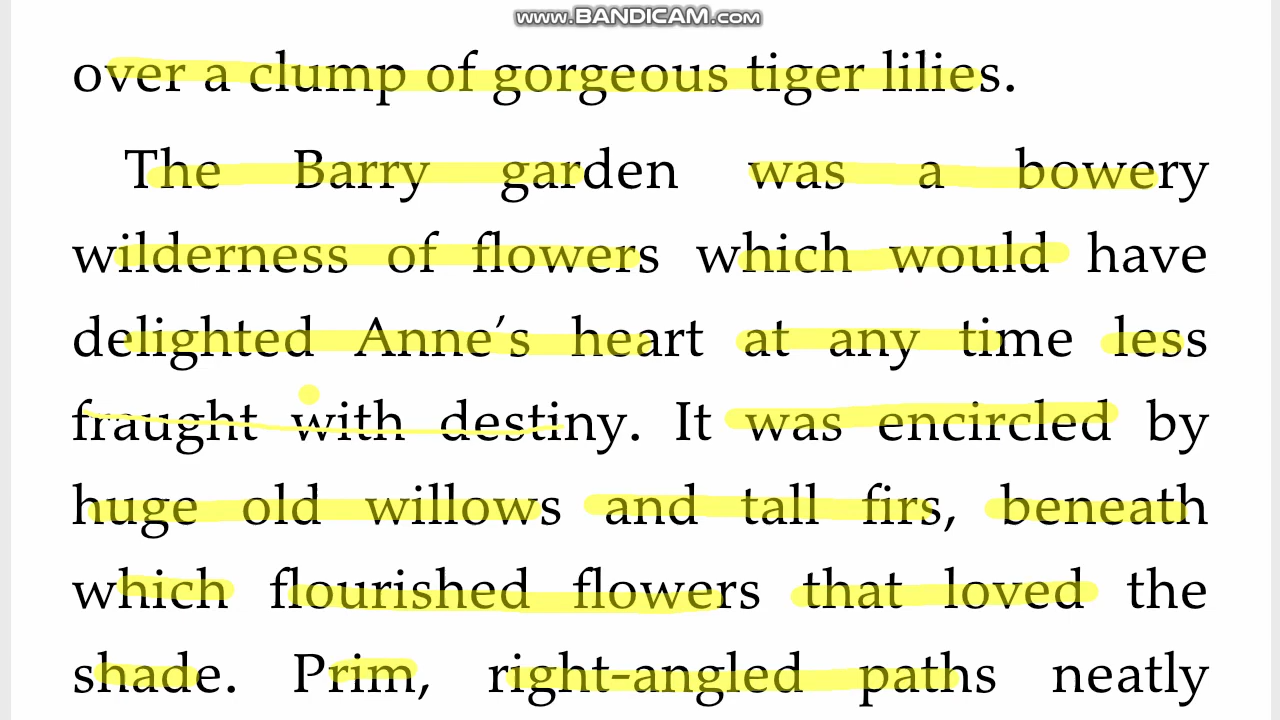 www.BANDICAM.com
over a clump of gorgeous tiger lilies.
The Barry garden was a bowery
wilderness of flowers which would have
delighted Anne’s heart at any time less
fraught with destiny. It was encircled by
huge old willows and tall firs, beneath
which flourished flowers that loved the
shade. Prim, right-angled paths neatly